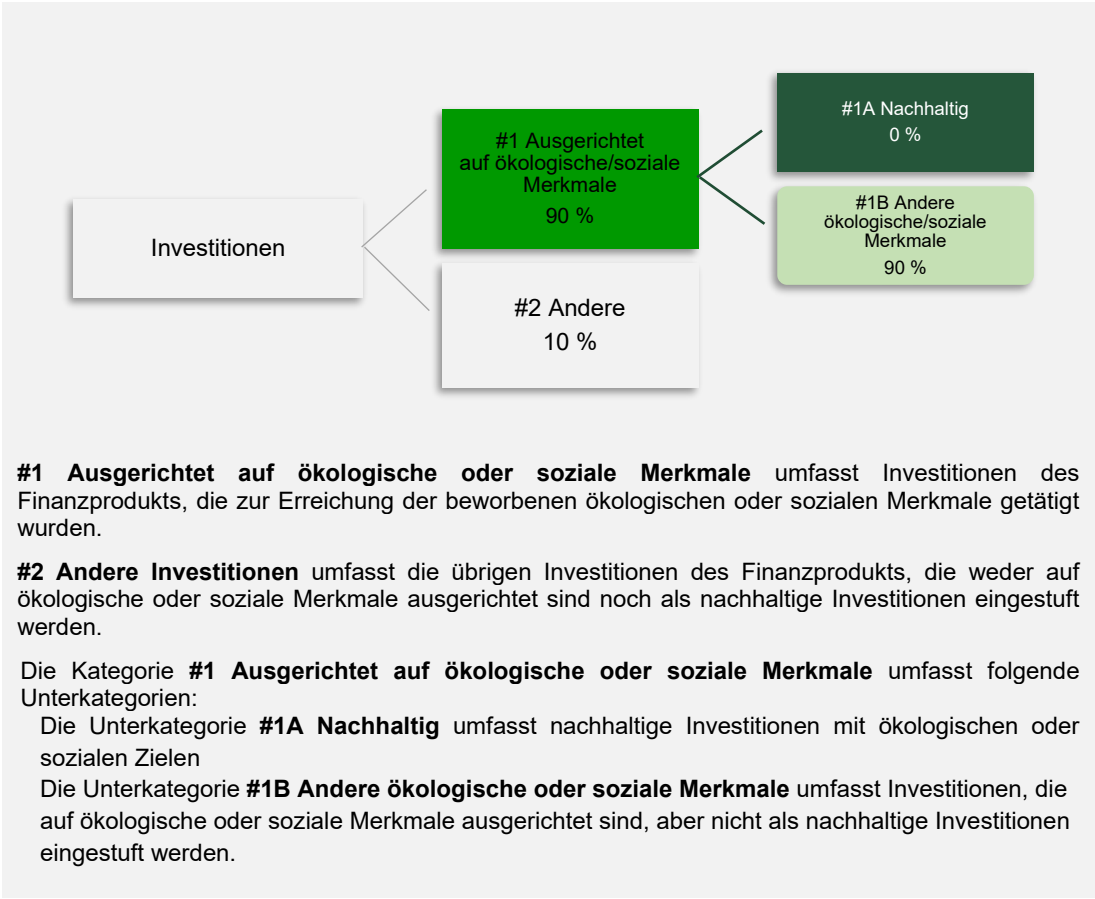 Investitionen
#1 Ausgerichtet
auf ökologische/soziale
Merkmale
90 %
#2 Andere
10 %
#1A Nachhaltig
0 %
#1B Andere
ökologische/soziale
Merkmale
90 %
#1 Ausgerichtet auf ökologische oder soziale Merkmale umfasst Investitionen des
Finanzprodukts, die zur Erreichung der beworbenen ökologischen oder sozialen Merkmale getätigt
wurden.
#2 Andere Investitionen umfasst die übrigen Investitionen des Finanzprodukts, die weder auf
ökologische oder soziale Merkmale ausgerichtet sind noch als nachhaltige Investitionen eingestuft
werden.
Die Kategorie #1 Ausgerichtet auf ökologische oder soziale Merkmale umfasst folgende
Unterkategorien:
Die Unterkategorie #1A Nachhaltig umfasst nachhaltige Investitionen mit ökologischen oder
sozialen Zielen
Die Unterkategorie #1B Andere ökologische oder soziale Merkmale umfasst Investitionen, die
auf ökologische oder soziale Merkmale ausgerichtet sind, aber nicht als nachhaltige Investitionen
eingestuft werden.